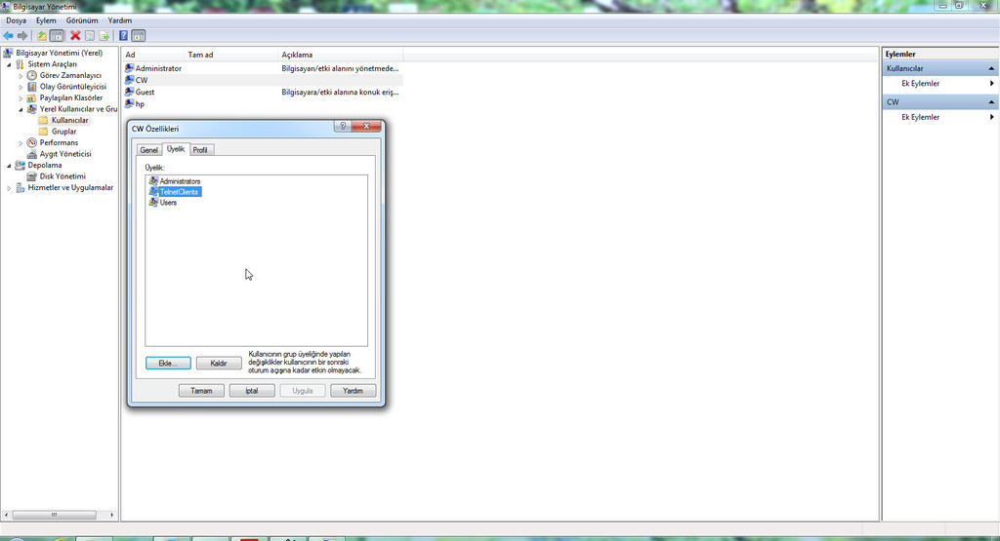 Bilgisayar Yönetimi
Dosya Eylem Görünüm Yardım
Bilgisayar Yönetimi (Yerel)
Sistem Araçları
Görev Zamanlayıcı
Olay Görüntüleyicisi
Paylaşılan Klasörler
Yerel Kullanıcılar ve Gru
Kullanıcılar
Gruplar
Performans
Aygıt Yöneticisi
Depolama
Disk Yönetimi
Hizmetler ve Uygulamalar
Ad Tam ad Açıklama
Administrator Bilgisayarı/etki alanını yönetmede...
CW
Guest Bilgisayara/etki alanına konuk eriş...
hp
CW Özellikleri
Genel Üyelik Profil
Üyelik:
Administrators
TelnetClients
Users
Ekle... Kaldır
Kullanıcının grup üyeliğinde yapılan
değişiklikler kullanıcının bir sonraki
oturum açışına kadar etkin olmayacak.
Tamam İptal Uygula Yardım
Eylemler
Kullanıcılar
Ek Eylemler
CW
Ek Eylemler